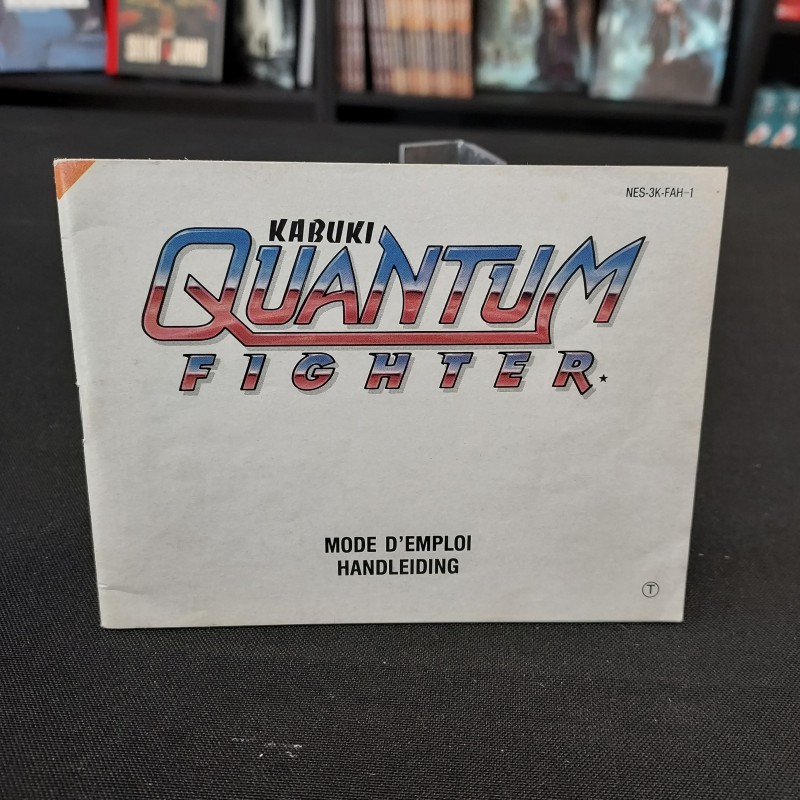 NES-3K-FAH-1
KABUKI
QUANTUM
FIGHTER
MODE D'EMPLOI
HANDLEIDING
T